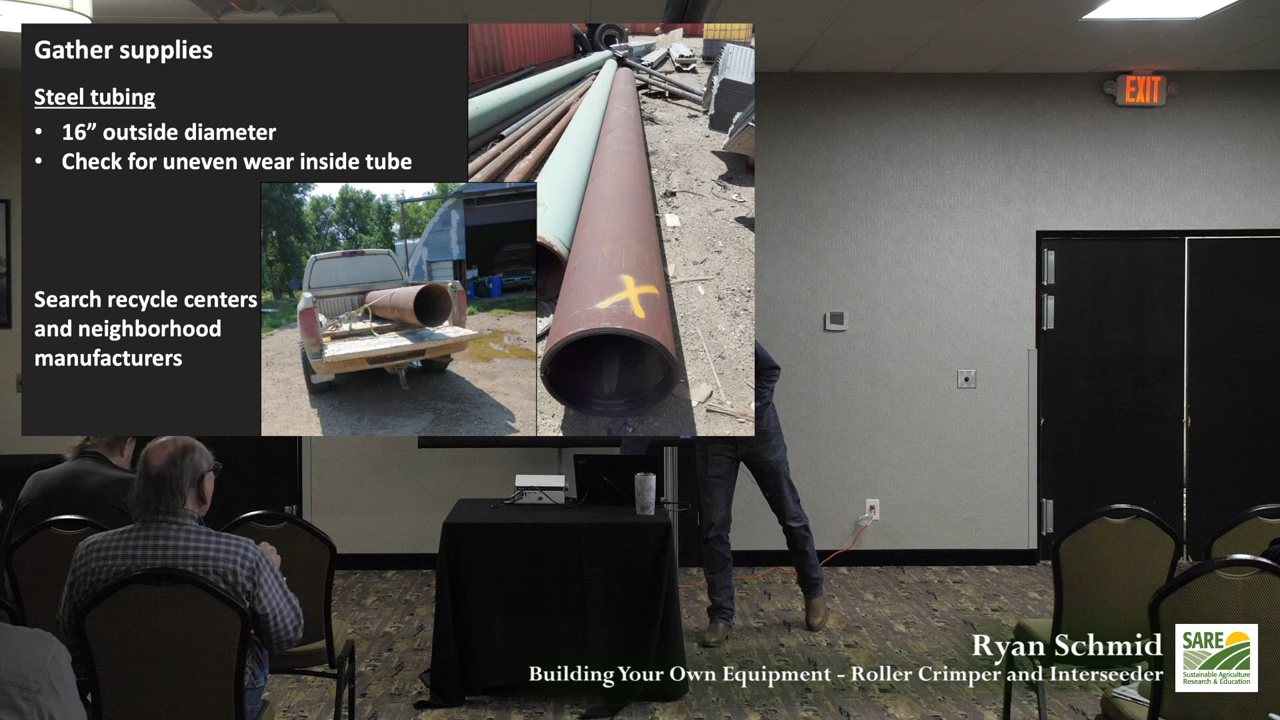 Gather supplies
Steel tubing
• 16” outside diameter
• Check for uneven wear inside tube
Search recycle centers
and neighborhood
manufacturers
X
EXIT
Ryan Schmid
Building Your Own Equipment - Roller Crimper and Interseeder
SARE
Sustainable Agriculture
Research & Education